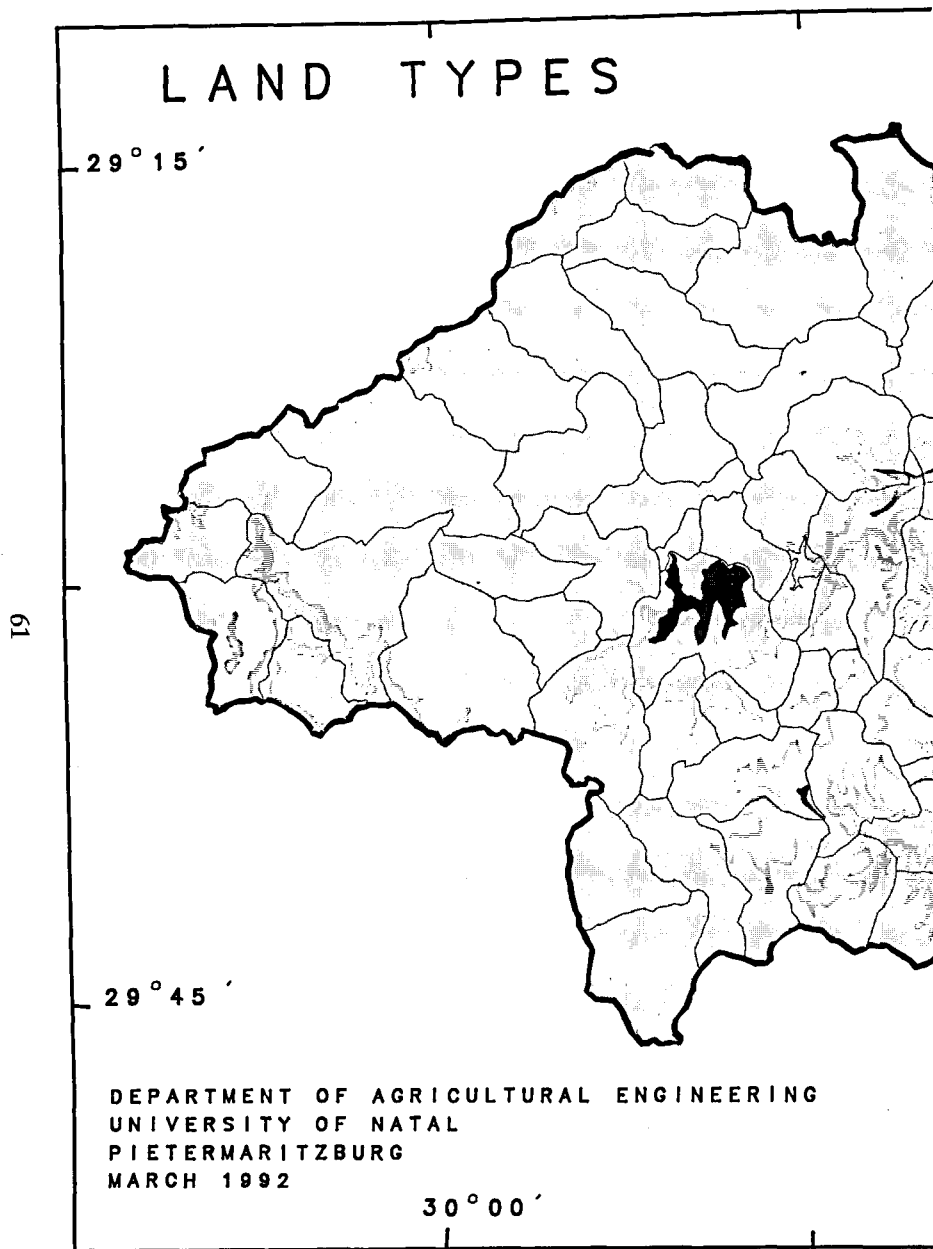 LAND TYPES
29°15´
61
29°45´
DEPARTMENT OF AGRICULTURAL ENGINEERING
UNIVERSITY OF NATAL
PIETERMARITZBURG
MARCH 1992
30°00´